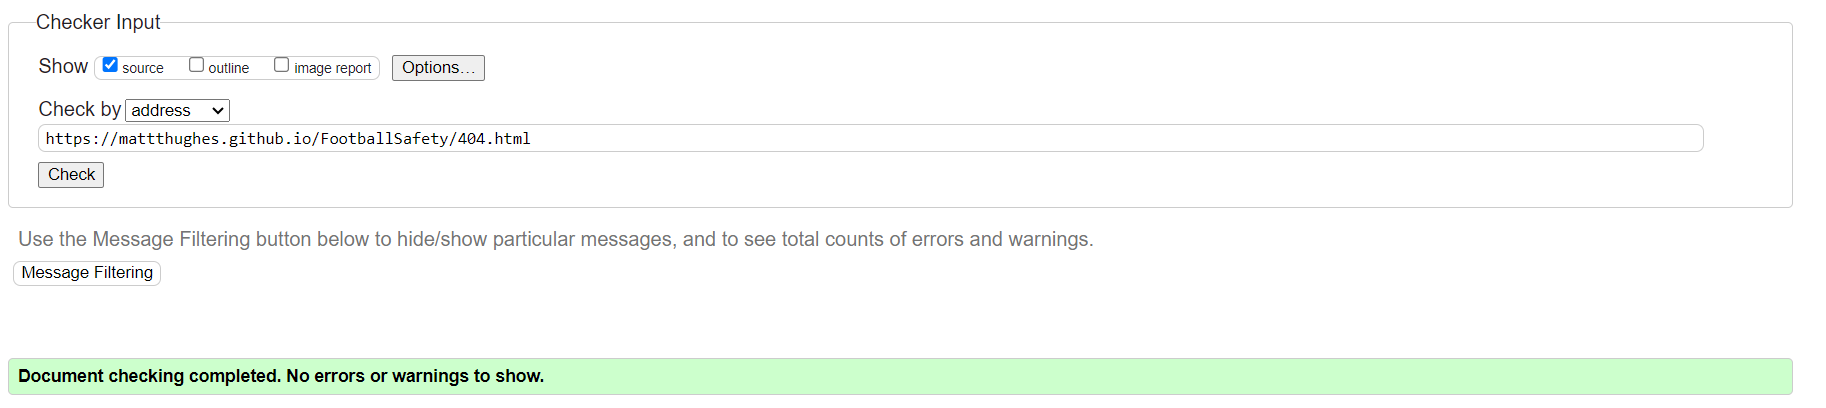 Checker Input
Show source outline image report Options...
Check by address
https://mattthughes.github.io/FootballSafety/404.html
Check
Use the Message Filtering button below to hide/show particular messages, and to see total counts of errors and warnings.
Message Filtering
Document checking completed. No errors or warnings to show.